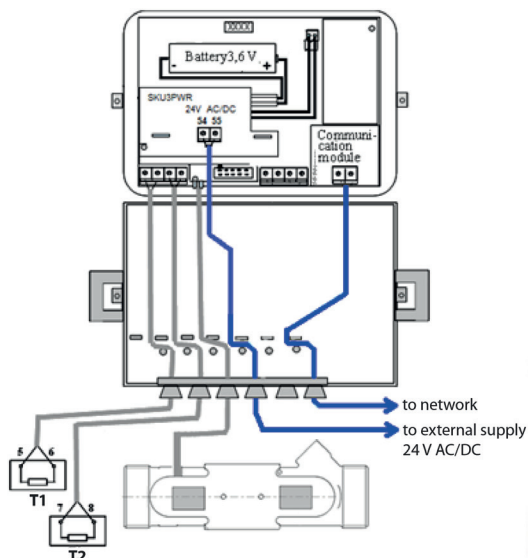 XXXX
Battery3,6 V
- +
SKU3PWR
24V AC/DC
54 55
Communi-
cation
module
to network
to external supply
24 V AC/DC
5 6
T1
7 8
T2